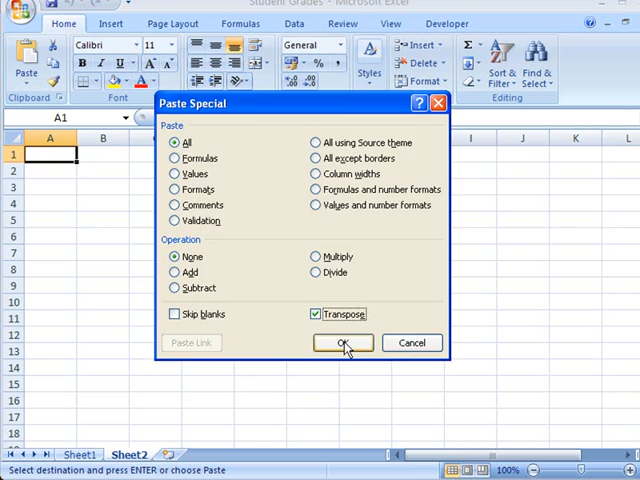 Student Grades - Microsoft Excel
Home Insert Page Layout Formulas Data Review View Developer
Paste
Calibri 11
B I U
A
General
Styles
Insert
Delete
Format
Sort & Filter
Find & Select
Clipboard Font Editing
A1
A B I J K L
1
2
3
4
5
6
7
8
9
10
11
12
13
14
15
16
17
18
Paste Special
Paste
All All using Source theme
Formulas All except borders
Values Column widths
Formats Formulas and number formats
Comments Values and number formats
Validation
Operation
None Multiply
Add Divide
Subtract
Skip blanks Transpose
Paste Link OK Cancel
Sheet1 Sheet2
Select destination and press ENTER or choose Paste 100%